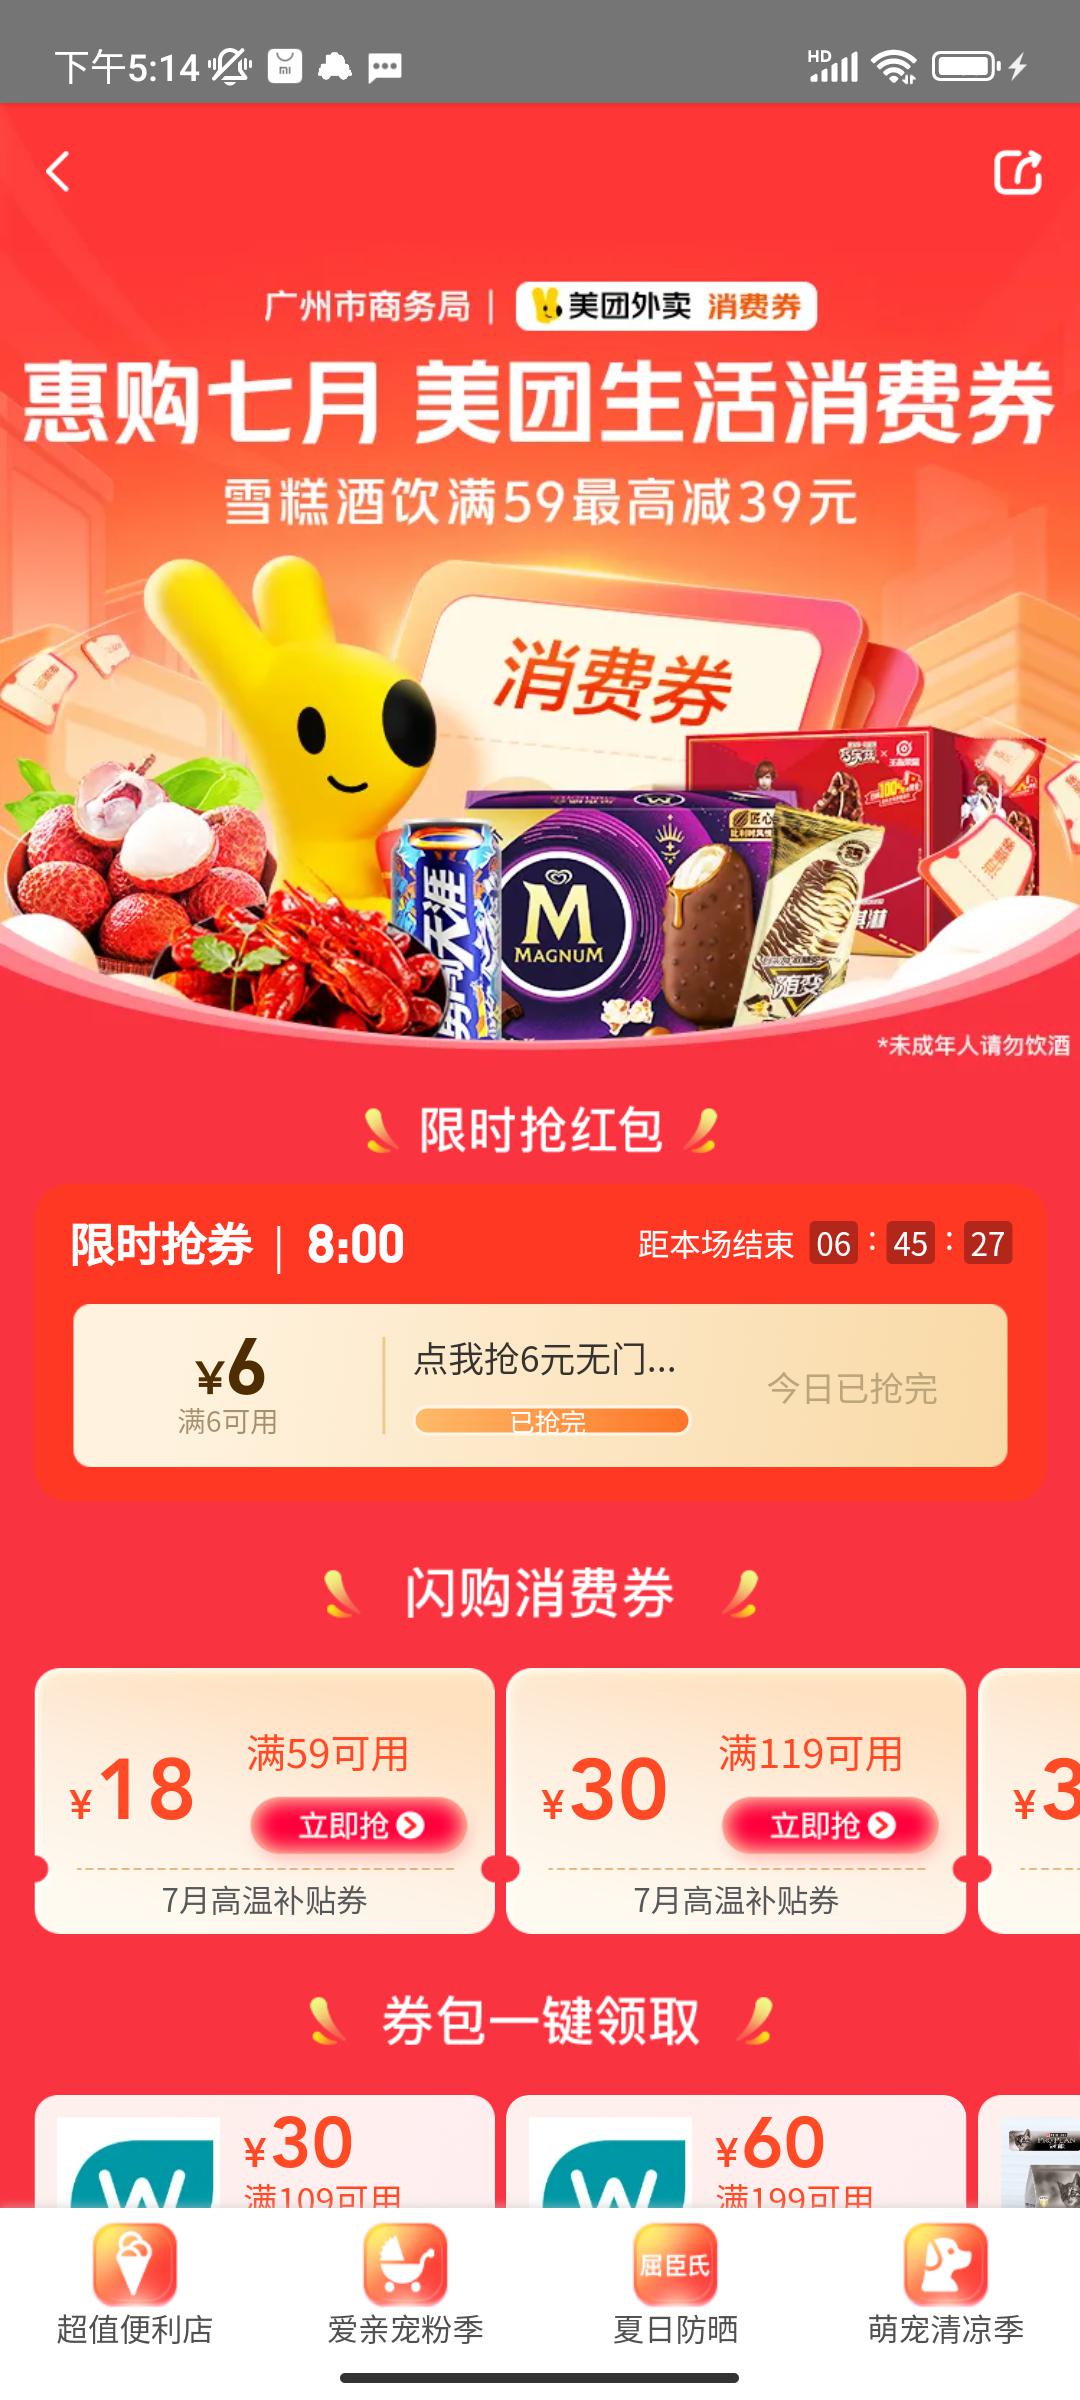 下午5:14
HD
广州市商务局 | 美团外卖 消费券
惠购七月 美团生活消费券
雪糕酒饮满59最高减39元
消费券
MAGNUM
*未成年人请勿饮酒
限时抢红包
限时抢券 | 8:00
距本场结束 06 : 45 : 27
¥6
满6可用
点我抢6元无门...
已抢完
今日已抢完
闪购消费券
¥18
满59可用
立即抢
7月高温补贴券
¥30
满119可用
立即抢
7月高温补贴券
¥3
券包一键领取
¥30
满109可用
¥60
满199可用
超值便利店
爱亲宠粉季
屈臣氏
夏日防晒
萌宠清凉季